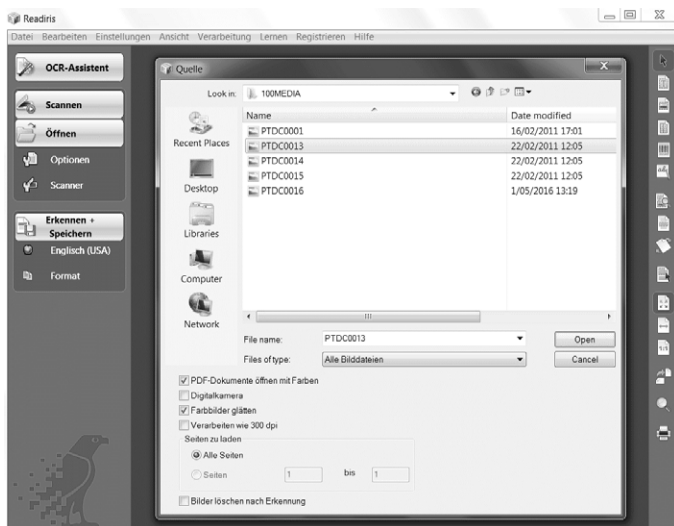 Readiris
Datei Bearbeiten Einstellungen Ansicht Verarbeitung Lernen Registrieren Hilfe
OCR-Assistent
Scannen
Öffnen
Optionen
Scanner
Erkennen +
Speichern
Englisch (USA)
Format
Quelle
Look in: 100MEDIA
Recent Places
Desktop
Libraries
Computer
Network
Name Date modified
PTDC0001 16/02/2011 17:01
PTDC0013 22/02/2011 12:05
PTDC0014 22/02/2011 12:05
PTDC0015 22/02/2011 12:05
PTDC0016 1/05/2016 13:19
File name: PTDC0013 Open
Files of type: Alle Bilddateien Cancel
PDF-Dokumente öffnen mit Farben
Digitalkamera
Farbbilder glätten
Verarbeiten wie 300 dpi
Seiten zu laden
Alle Seiten
Seiten 1 bis 1
Bilder löschen nach Erkennung